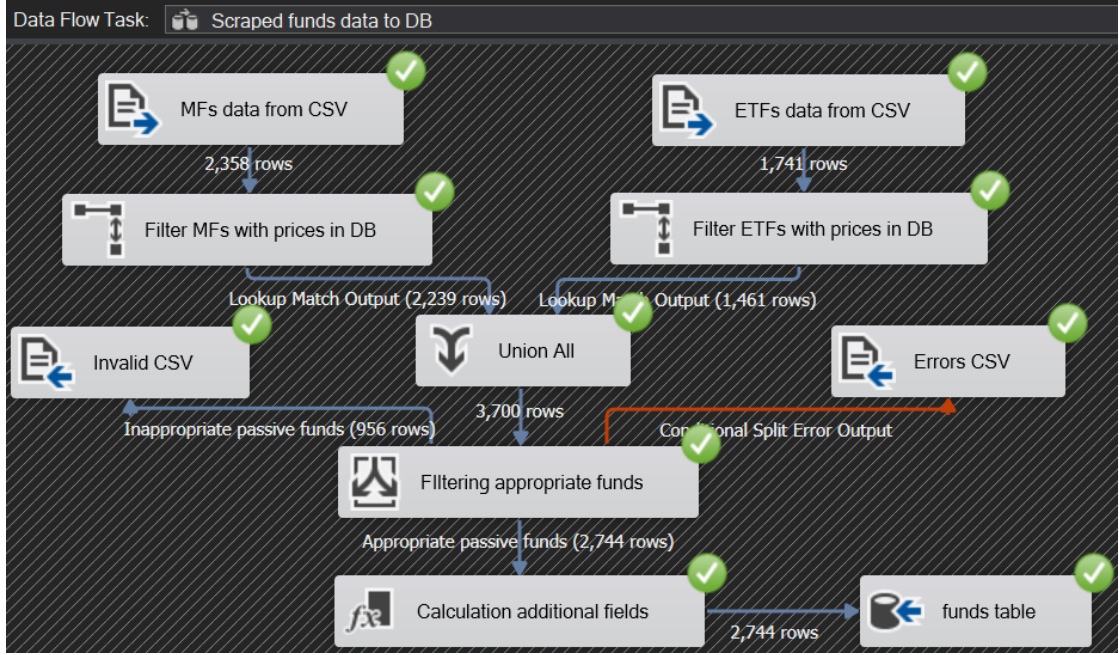 Data Flow Task: Scraped funds data to DB
MFs data from CSV
ETFs data from CSV
2,358 rows
1,741 rows
Filter MFs with prices in DB
Filter ETFs with prices in DB
Lookup Match Output (2,239 rows)
Lookup Match Output (1,461 rows)
Invalid CSV
Union All
Errors CSV
3,700 rows
Inappropriate passive funds (956 rows)
Conditional Split Error Output
FIltering appropriate funds
Appropriate passive funds (2,744 rows)
fx
Calculation additional fields
funds table
2,744 rows